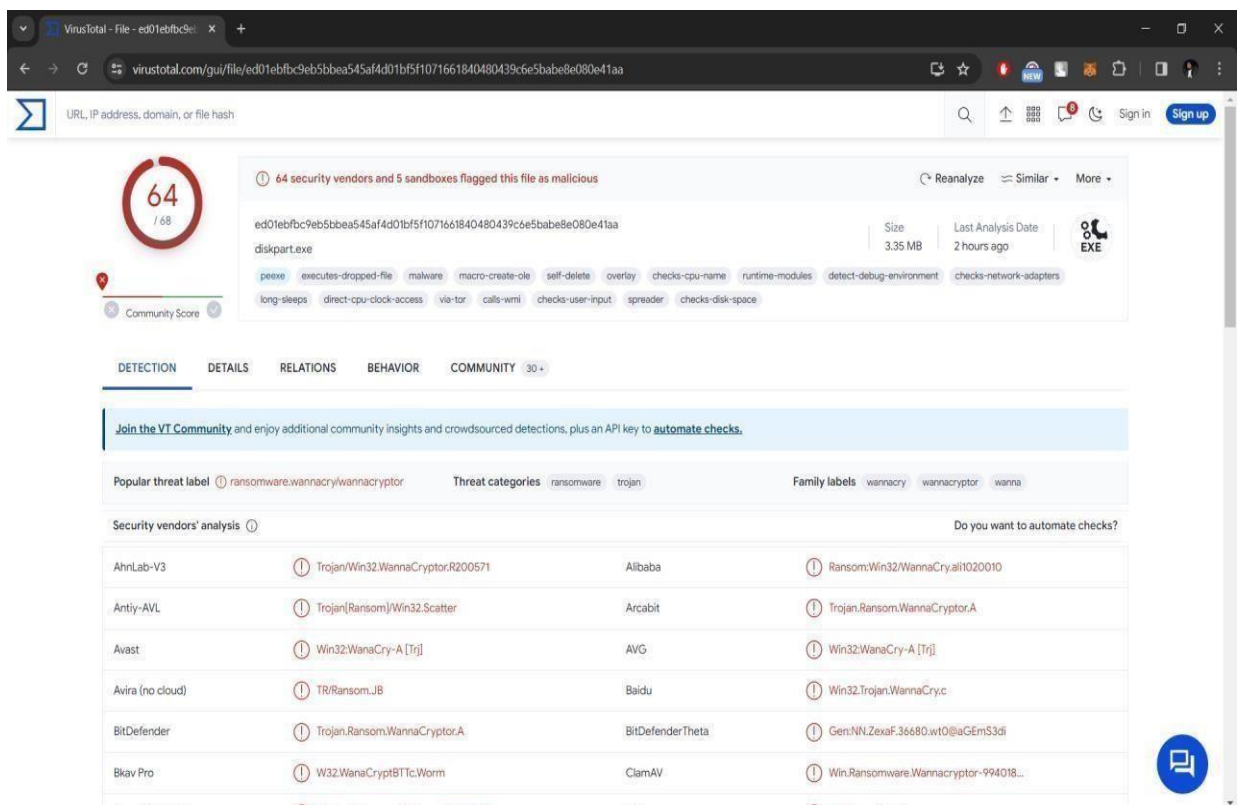 VirusTotal - File - ed01ebfbc9eb
virustotal.com/gui/file/ed01ebfbc9eb5bbea545af4d01bf5f1071661840480439c6e5babe8e080e41aa
NEW
URL, IP address, domain, or file hash
8
Sign in
Sign up
64
/ 68
Community Score
64 security vendors and 5 sandboxes flagged this file as malicious
Reanalyze Similar More
ed01ebfbc9eb5bbea545af4d01bf5f1071661840480439c6e5babe8e080e41aa
diskpart.exe
Size
3.35 MB
Last Analysis Date
2 hours ago
EXE
peexe executes-dropped-file malware macro-create-ole self-delete overlay checks-cpu-name runtime-modules detect-debug-environment checks-network-adapters
long-sleeps direct-cpu-clock-access via-tor calls-wmi checks-user-input spreader checks-disk-space
DETECTION DETAILS RELATIONS BEHAVIOR COMMUNITY 30+
Join the VT Community and enjoy additional community insights and crowdsourced detections, plus an API key to automate checks.
Popular threat label ransomware.wannacry/wannacryptor Threat categories ransomware trojan Family labels wannacry wannacryptor wanna
Security vendors' analysis Do you want to automate checks?
AhnLab-V3 Trojan/Win32.WannaCryptor.R200571 Alibaba Ransom:Win32/WannaCry.ali1020010
Antiy-AVL Trojan[Ransom]/Win32.Scatter Arcabit Trojan.Ransom.WannaCryptor.A
Avast Win32:WanaCry-A [Trj] AVG Win32:WanaCry-A [Trj]
Avira (no cloud) TR/Ransom.JB Baidu Win32.Trojan.WannaCry.c
BitDefender Trojan.Ransom.WannaCryptor.A BitDefenderTheta Gen:NN.ZexaF.36680.wt0@aGEmS3di
Bkav Pro W32.WanaCryptBTTc.Worm ClamAV Win.Ransomware.Wannacryptor-994018...